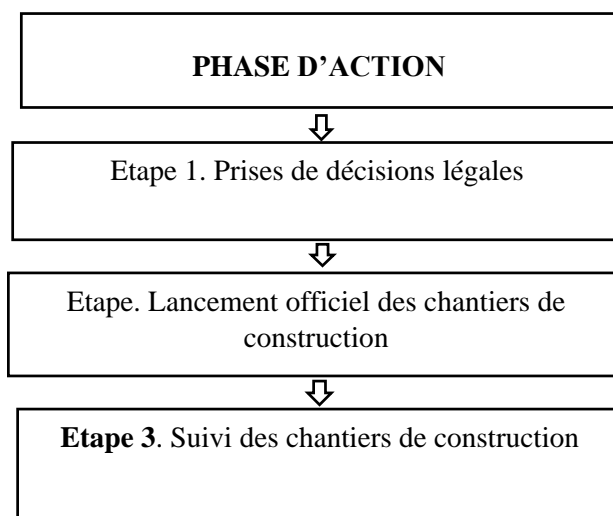 PHASE D’ACTION
Etape 1. Prises de décisions légales
Etape. Lancement officiel des chantiers de
construction
Etape 3. Suivi des chantiers de construction